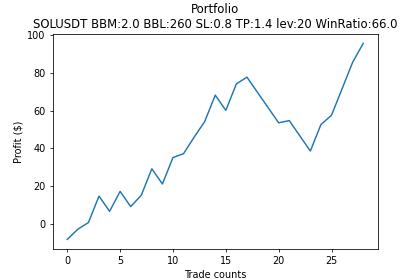 Portfolio
SOLUSDT BBM:2.0 BBL:260 SL:0.8 TP:1.4 lev:20 WinRatio:66.0
100
80
60
40
20
0
Profit ($)
0 5 10 15 20 25
Trade counts